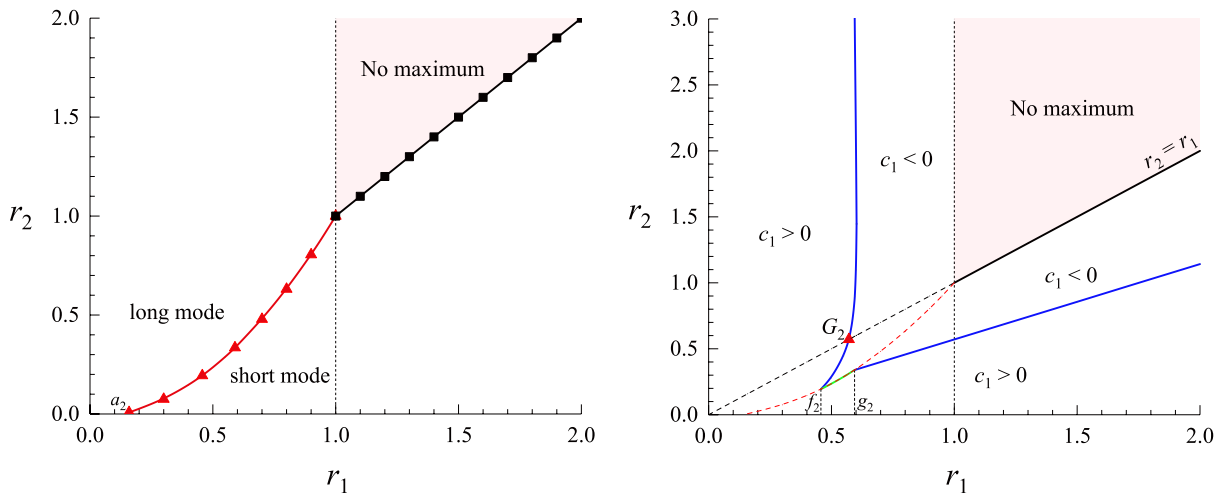 2.0
1.5
1.0
0.5
0.0
r₂
No maximum
long mode
short mode
a₂
0.0
0.5
1.0
1.5
2.0
r₁
3.0
2.5
2.0
1.5
1.0
0.5
0.0
r₂
No maximum
c₁ < 0
r₂ = r₁
c₁ > 0
c₁ < 0
G₂
c₁ > 0
f₂
g₂
0.0
0.5
1.0
1.5
2.0
r₁